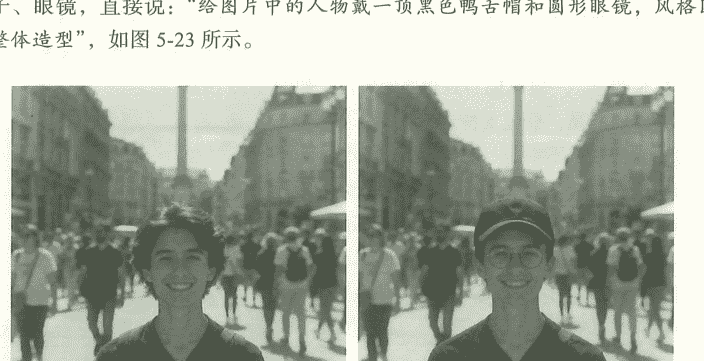 子、眼镜，直接说：“给图片中的人物戴一顶黑色鸭舌帽和圆形眼镜，风格
整体造型”，如图 5-23 所示。